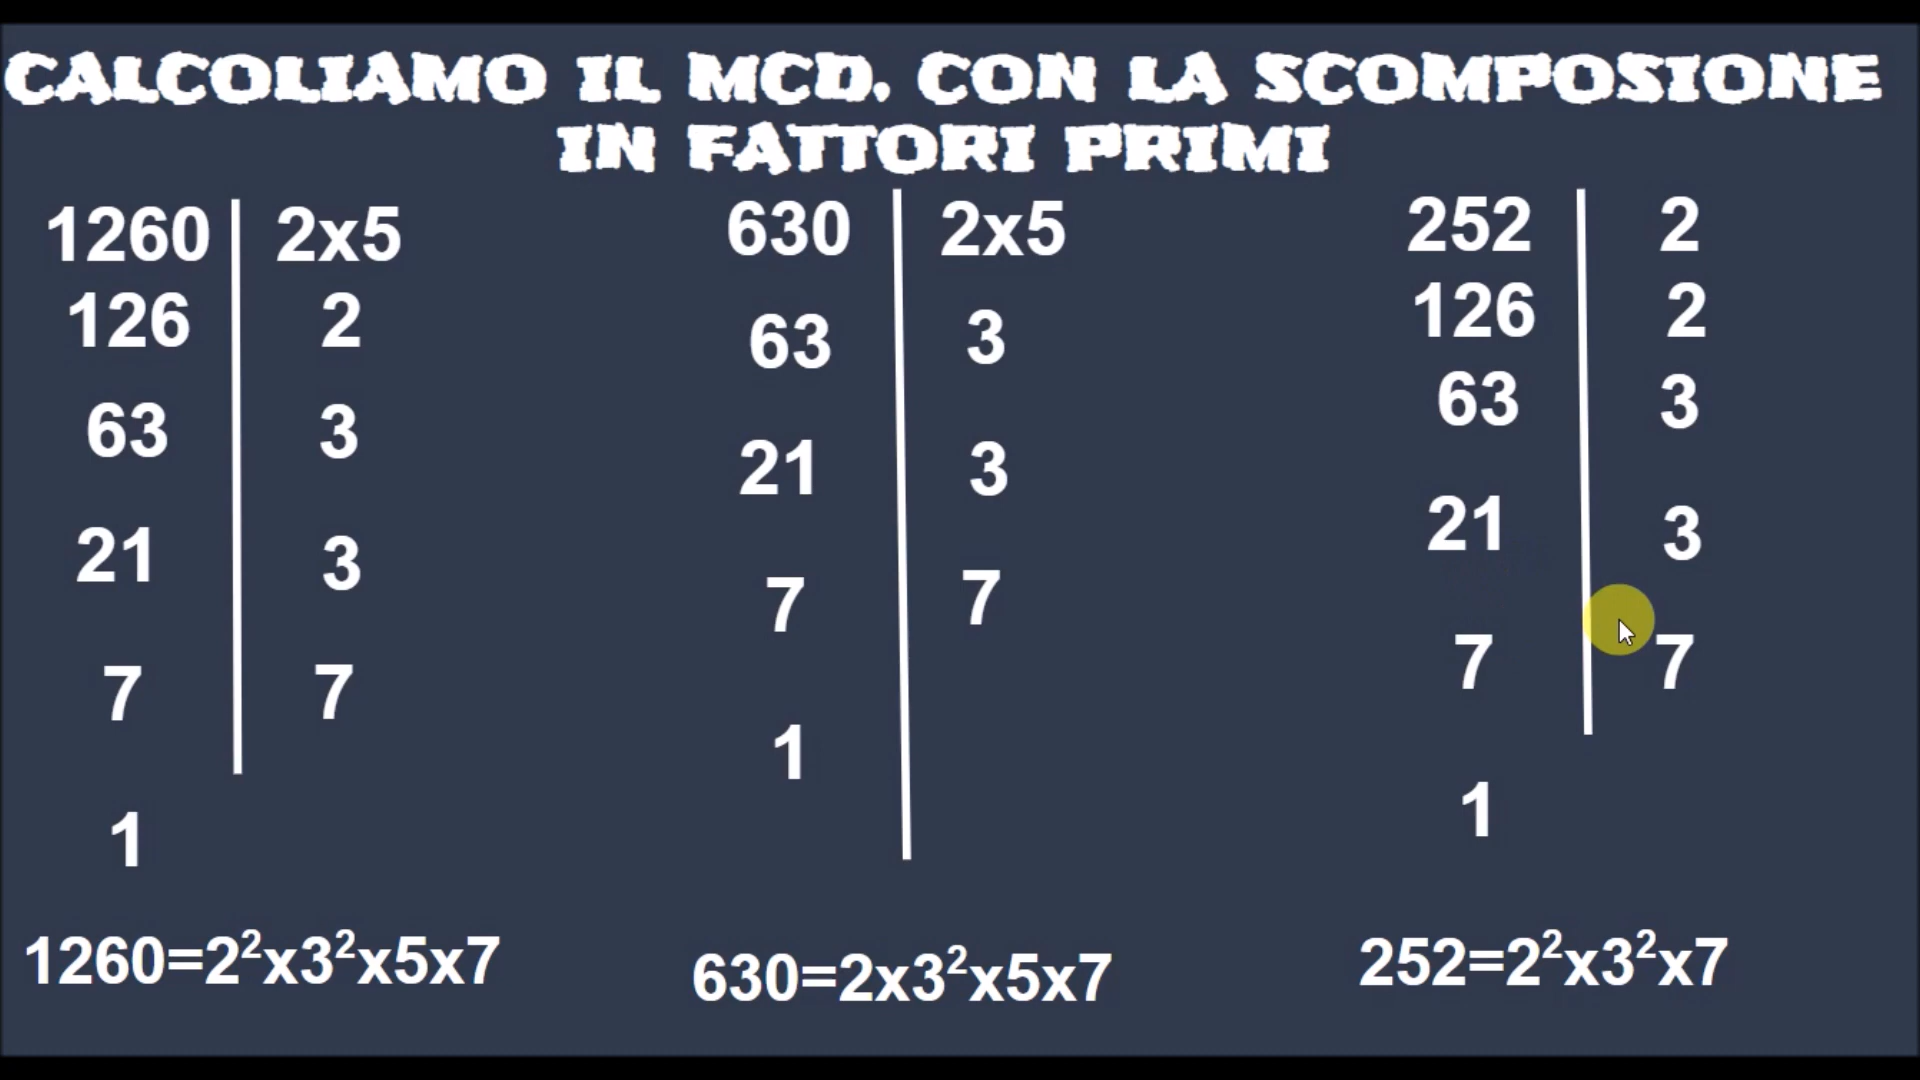 CALCOLIAMO IL MCD. CON LA SCOMPOSIONE
IN FATTORI PRIMI
1260 2x5
126 2
63 3
21 3
7 7
1
1260=2²x3²x5x7
630 2x5
63 3
21 3
7 7
1
630=2x3²x5x7
252 2
126 2
63 3
21 3
7 7
1
252=2²x3²x7